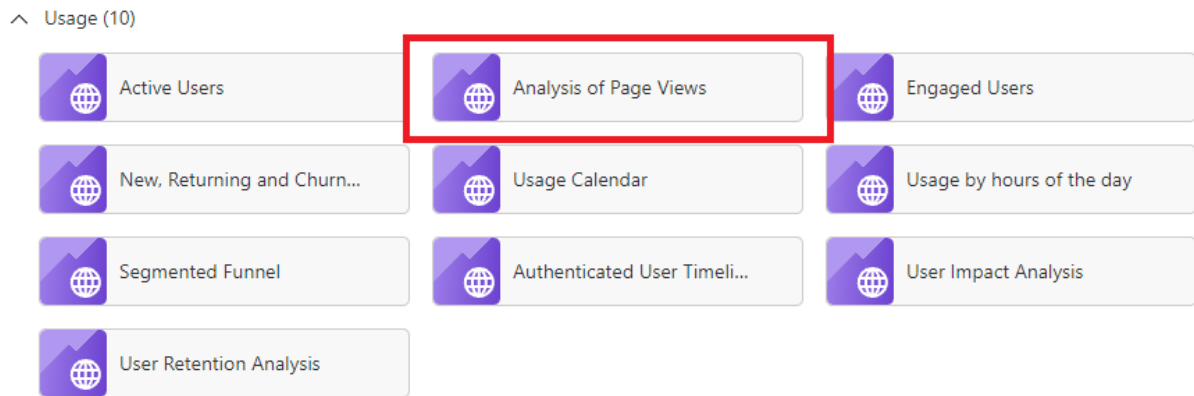 Usage (10)
Active Users
Analysis of Page Views
Engaged Users
New, Returning and Churn...
Usage Calendar
Usage by hours of the day
Segmented Funnel
Authenticated User Timeli...
User Impact Analysis
User Retention Analysis